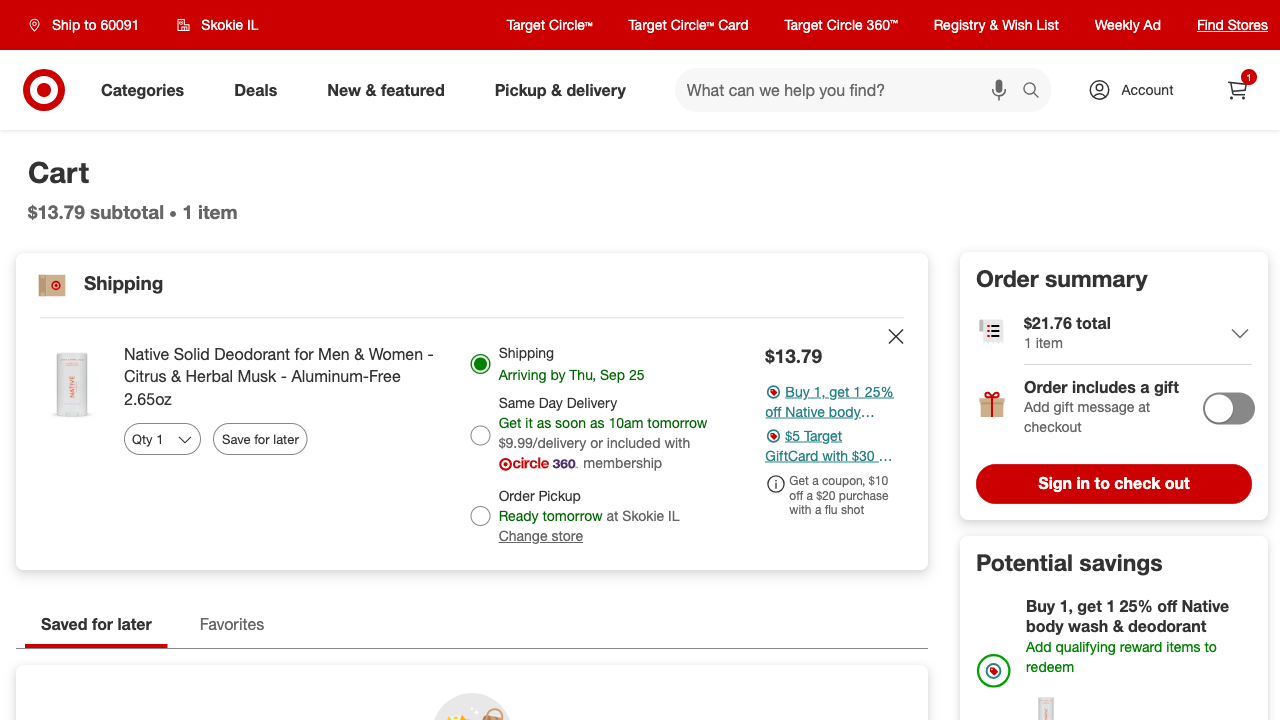 Ship to 60091
Skokie IL
Target Circle™
Target Circle™ Card
Target Circle 360™
Registry & Wish List
Weekly Ad
Find Stores
Categories
Deals
New & featured
Pickup & delivery
What can we help you find?
Account
1
Cart
$13.79 subtotal • 1 item
Shipping
Native Solid Deodorant for Men & Women -
Citrus & Herbal Musk - Aluminum-Free
2.65oz
Qty 1
Save for later
NATIVE
Shipping
Arriving by Thu, Sep 25
Same Day Delivery
Get it as soon as 10am tomorrow
$9.99/delivery or included with
circle 360. membership
Order Pickup
Ready tomorrow at Skokie IL
Change store
$13.79
Buy 1, get 1 25%
off Native body…
$5 Target
GiftCard with $30 …
Get a coupon, $10
off a $20 purchase
with a flu shot
Order summary
$21.76 total
1 item
Order includes a gift
Add gift message at
checkout
Sign in to check out
Potential savings
Buy 1, get 1 25% off Native
body wash & deodorant
Add qualifying reward items to
redeem
Saved for later
Favorites